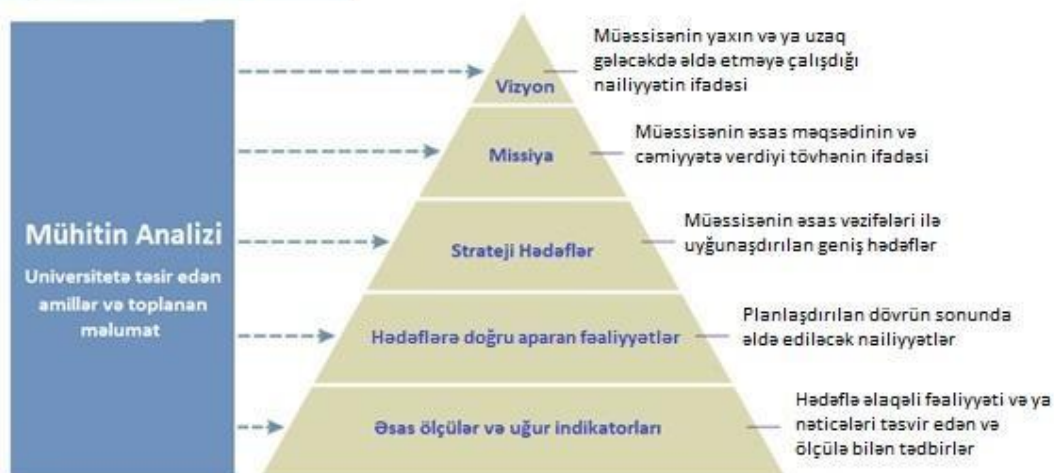 Mühitin Analizi
Universitetə təsir edən
amillər və toplanan
məlumat
Vizyon
Müəssisənin yaxın və ya uzaq
gələcəkdə əldə etməyə çalışdığı
nailiyyətin ifadəsi
Missiya
Müəssisənin əsas məqsədinin və
cəmiyyətə verdiyi tövhənin ifadəsi
Strateji Hədəflər
Müəssisənin əsas vəzifələri ilə
uyğunaşdırılan geniş hədəflər
Hədəflərə doğru aparan fəaliyyətlər
Planlaşdırılan dövrün sonunda
əldə ediləcək nailiyyətlər
Əsas ölçülər və uğur indikatorları
Hədəflə əlaqəli fəaliyyəti və ya
nəticələri təsvir edən və
ölçülə bilən tədbirlər